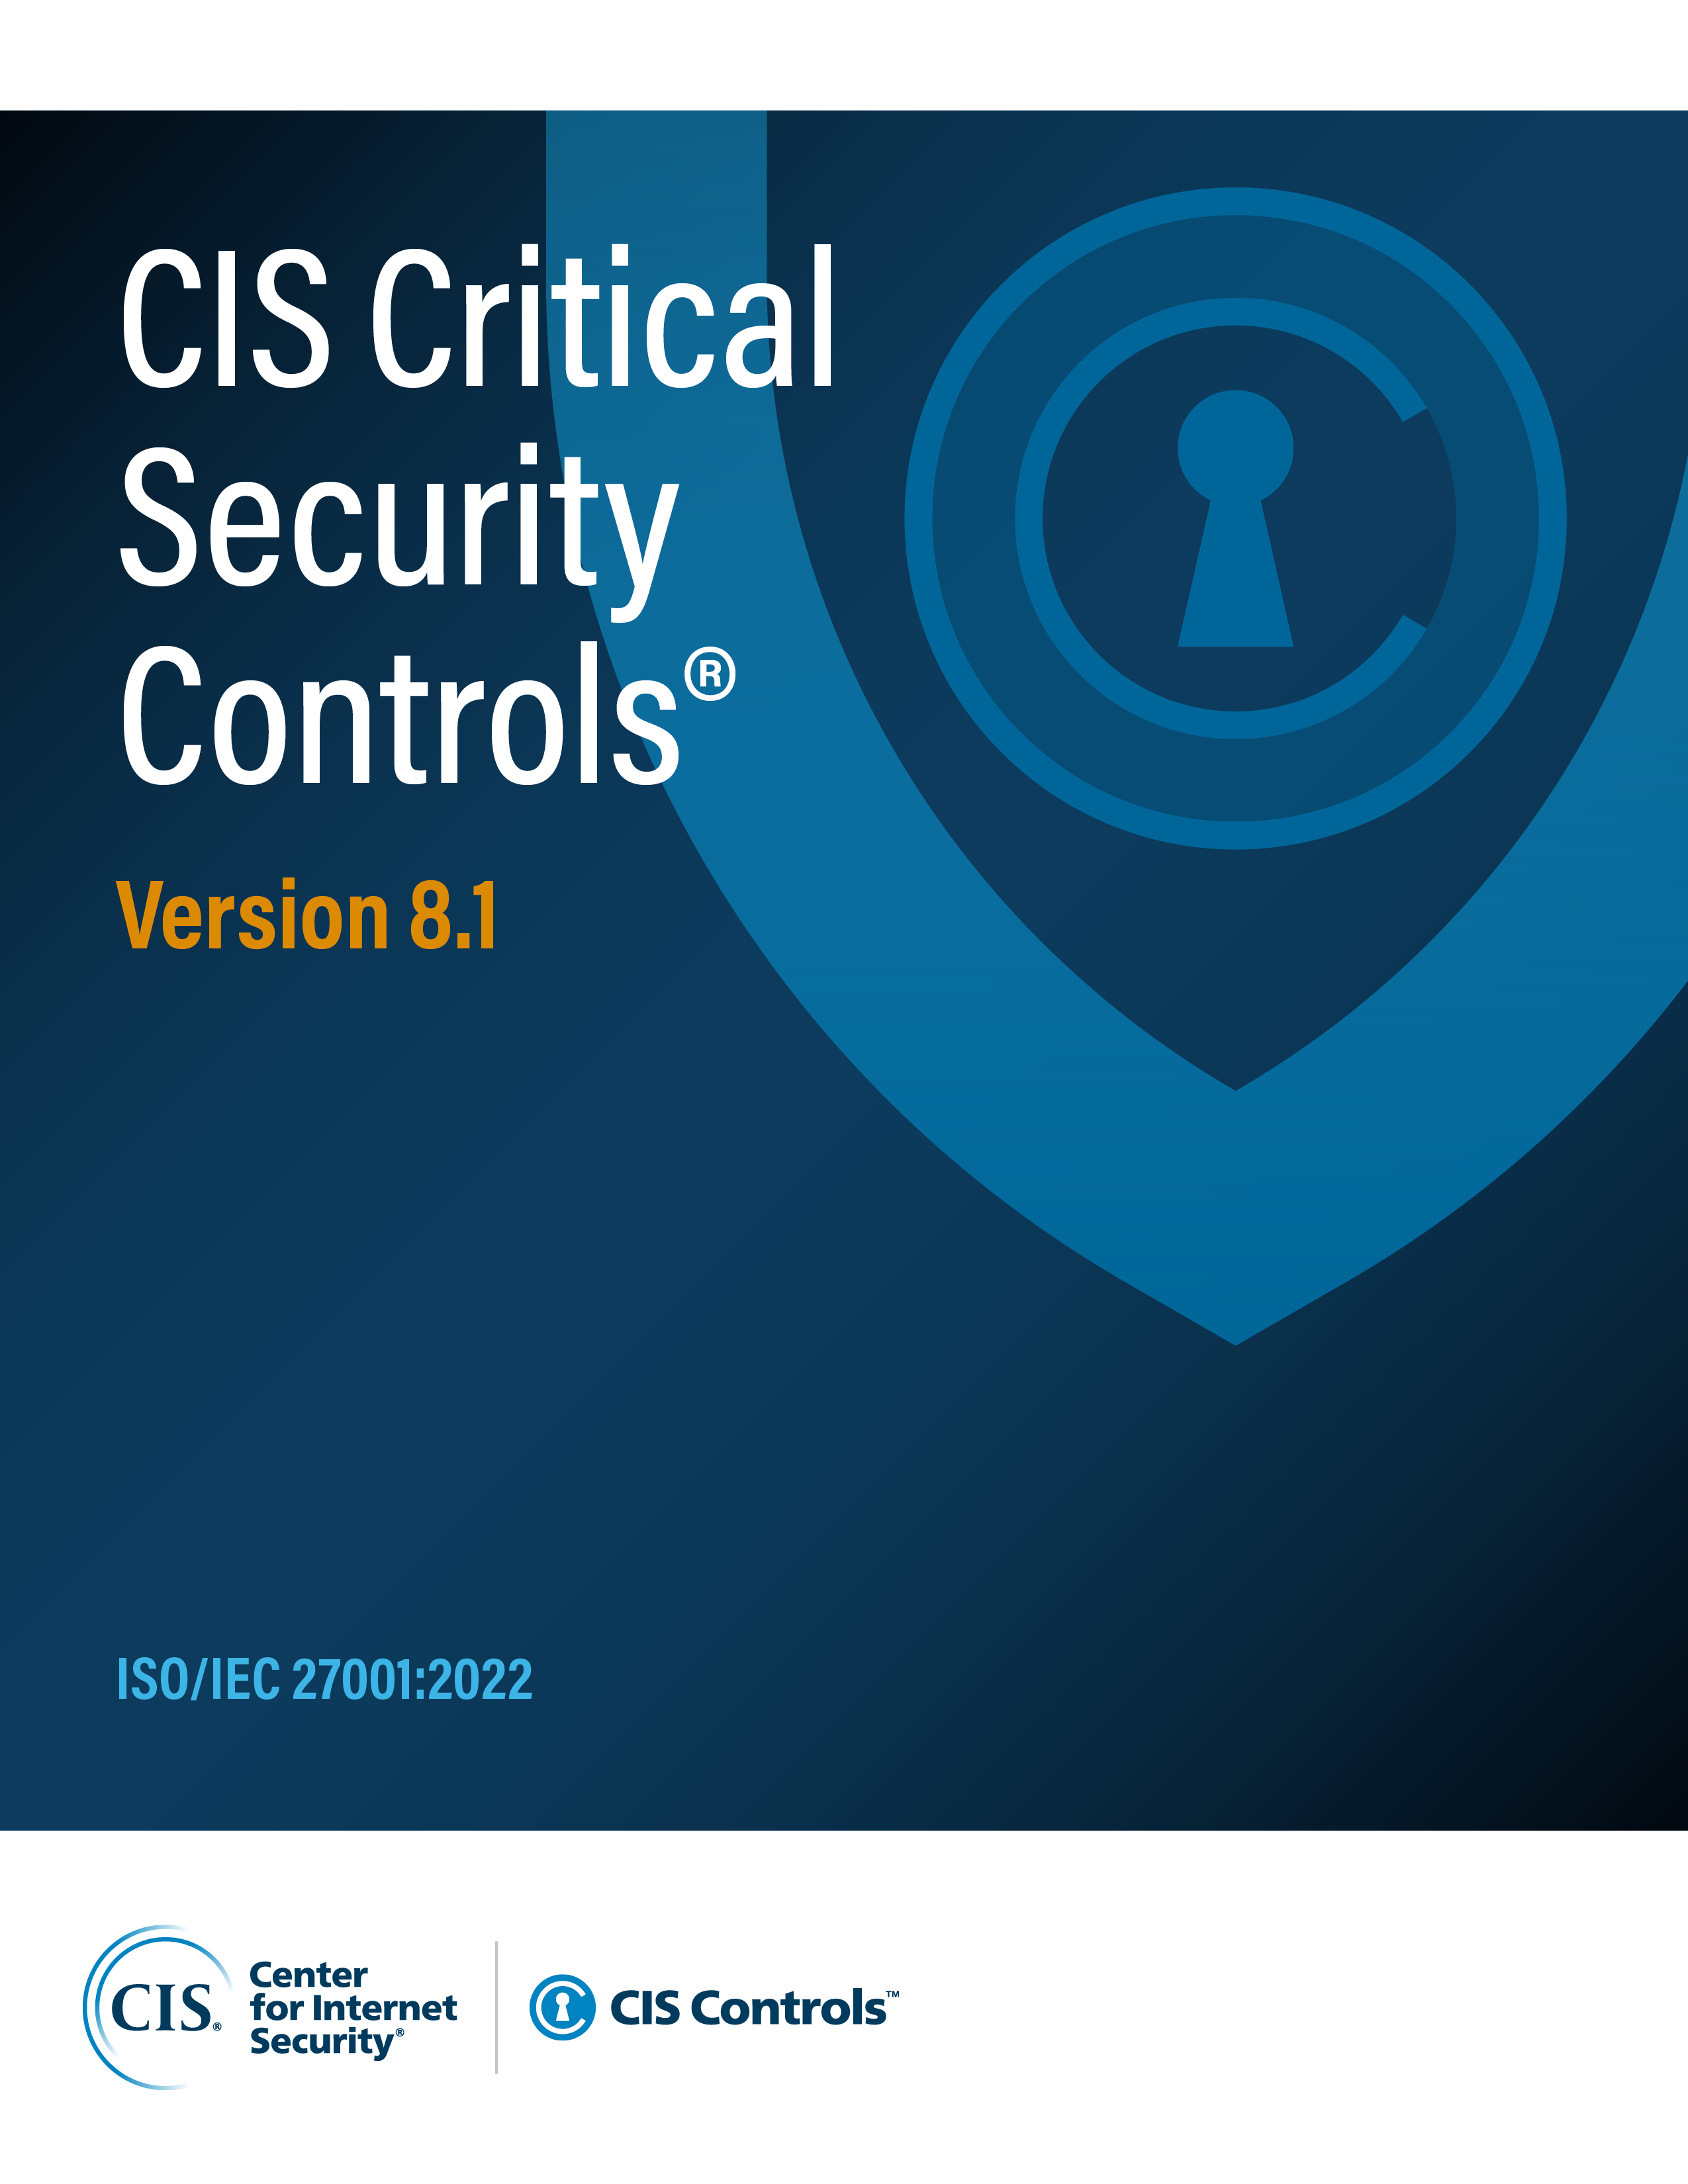 CIS Critical
Security
Controls®
Version 8.1
ISO/IEC 27001:2022
CIS®
Center
for Internet
Security®
CIS Controls™